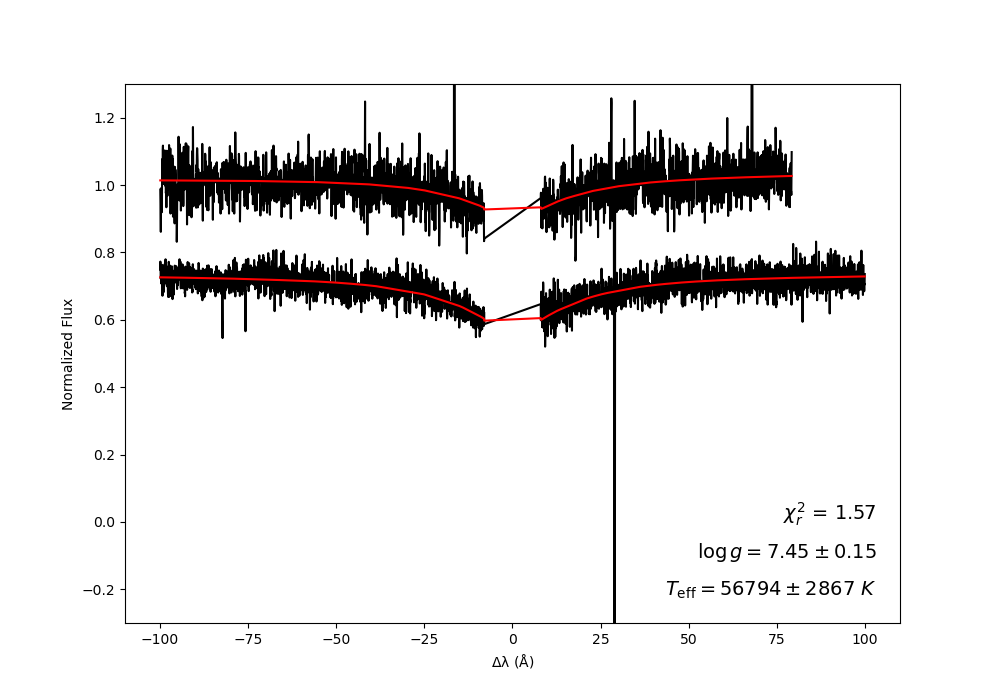 1.2
1.0
0.8
0.6
0.4
0.2
0.0
−0.2
Normalized Flux
χ²ᵣ = 1.57
log g = 7.45 ± 0.15
T_eff = 56794 ± 2867 K
−100 −75 −50 −25 0 25 50 75 100
Δλ (Å)